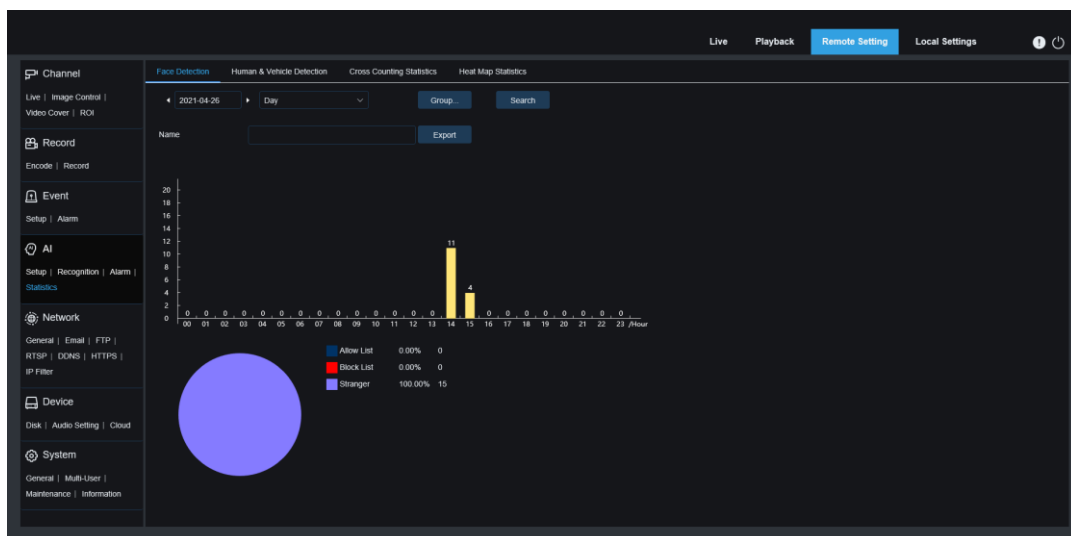 Live Playback Remote Setting Local Settings
Channel
Live | Image Control |
Video Cover | ROI
Record
Encode | Record
Event
Setup | Alarm
AI
Setup | Recognition | Alarm |
Statistics
Network
General | Email | FTP |
RTSP | DDNS | HTTPS |
IP Filter
Device
Disk | Audio Setting | Cloud
System
General | Multi-User |
Maintenance | Information
Face Detection Human & Vehicle Detection Cross Counting Statistics Heat Map Statistics
2021-04-26 Day Group... Search
Name Export
20
18
16
14
12
10
8
6
4
2
0
0 0 0 0 0 0 0 0 0 0 0 0 0 0 11 4 0 0 0 0 0 0 0 0
00 01 02 03 04 05 06 07 08 09 10 11 12 13 14 15 16 17 18 19 20 21 22 23 /Hour
Allow List 0.00% 0
Block List 0.00% 0
Stranger 100.00% 15